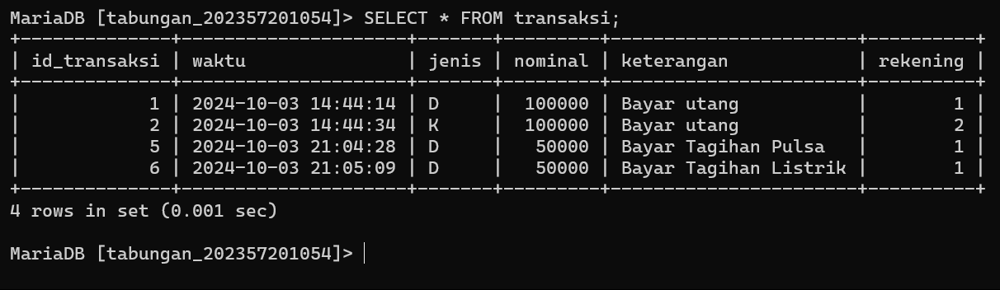 MariaDB [tabungan_202357201054]> SELECT * FROM transaksi;
+--------------+---------------------+-------+---------+-----------------------+----------+
| id_transaksi | waktu               | jenis | nominal | keterangan            | rekening |
+--------------+---------------------+-------+---------+-----------------------+----------+
|            1 | 2024-10-03 14:44:14 | D     |  100000 | Bayar utang           |        1 |
|            2 | 2024-10-03 14:44:34 | K     |  100000 | Bayar utang           |        2 |
|            5 | 2024-10-03 21:04:28 | D     |   50000 | Bayar Tagihan Pulsa   |        1 |
|            6 | 2024-10-03 21:05:09 | D     |   50000 | Bayar Tagihan Listrik |        1 |
+--------------+---------------------+-------+---------+-----------------------+----------+
4 rows in set (0.001 sec)
MariaDB [tabungan_202357201054]>